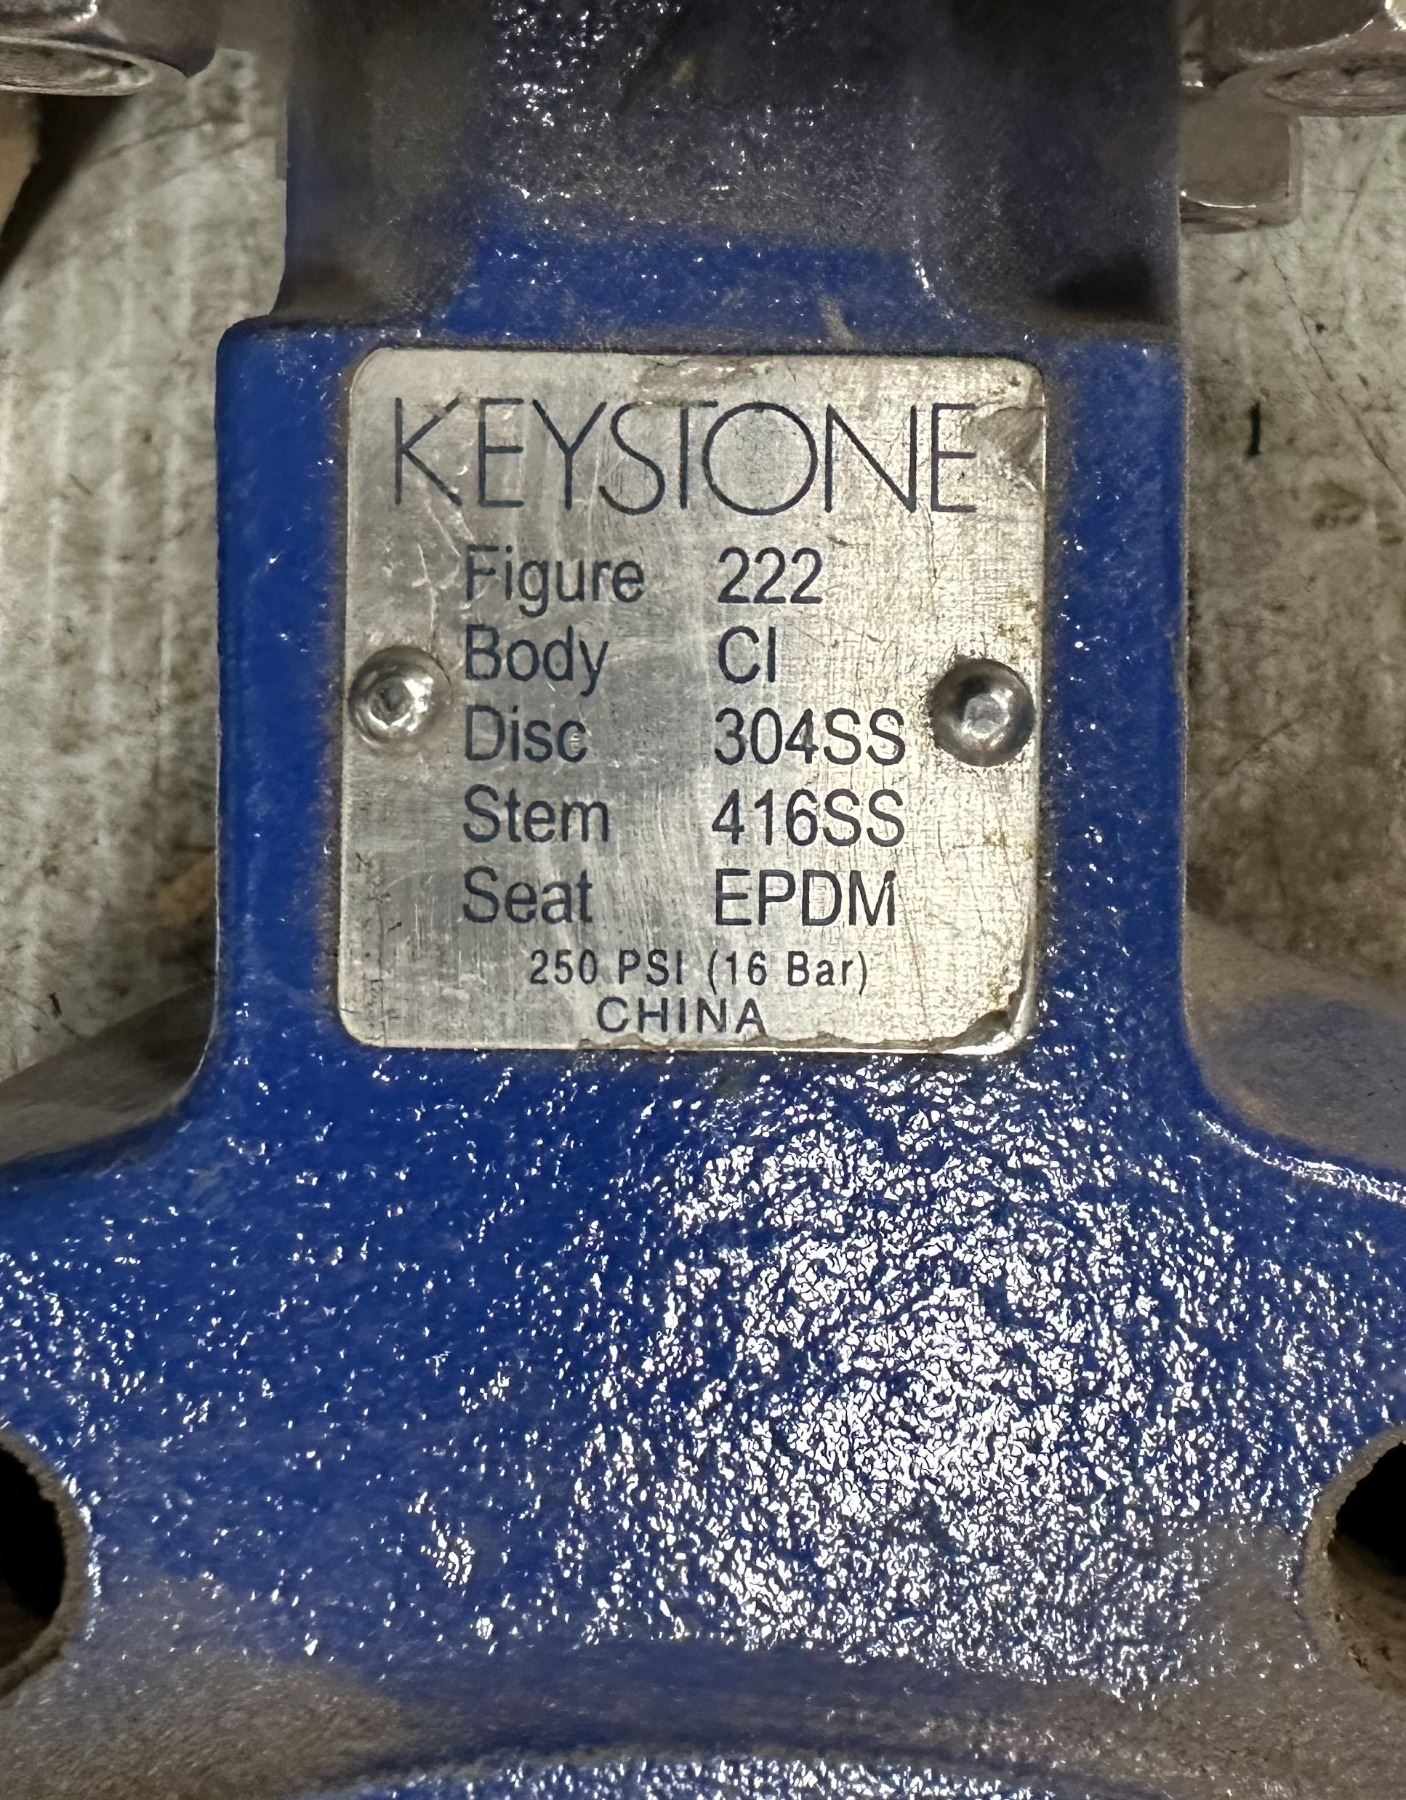 KEYSTONE
Figure 222
Body CI
Disc 304SS
Stem 416SS
Seat EPDM
250 PSI (16 Bar)
CHINA